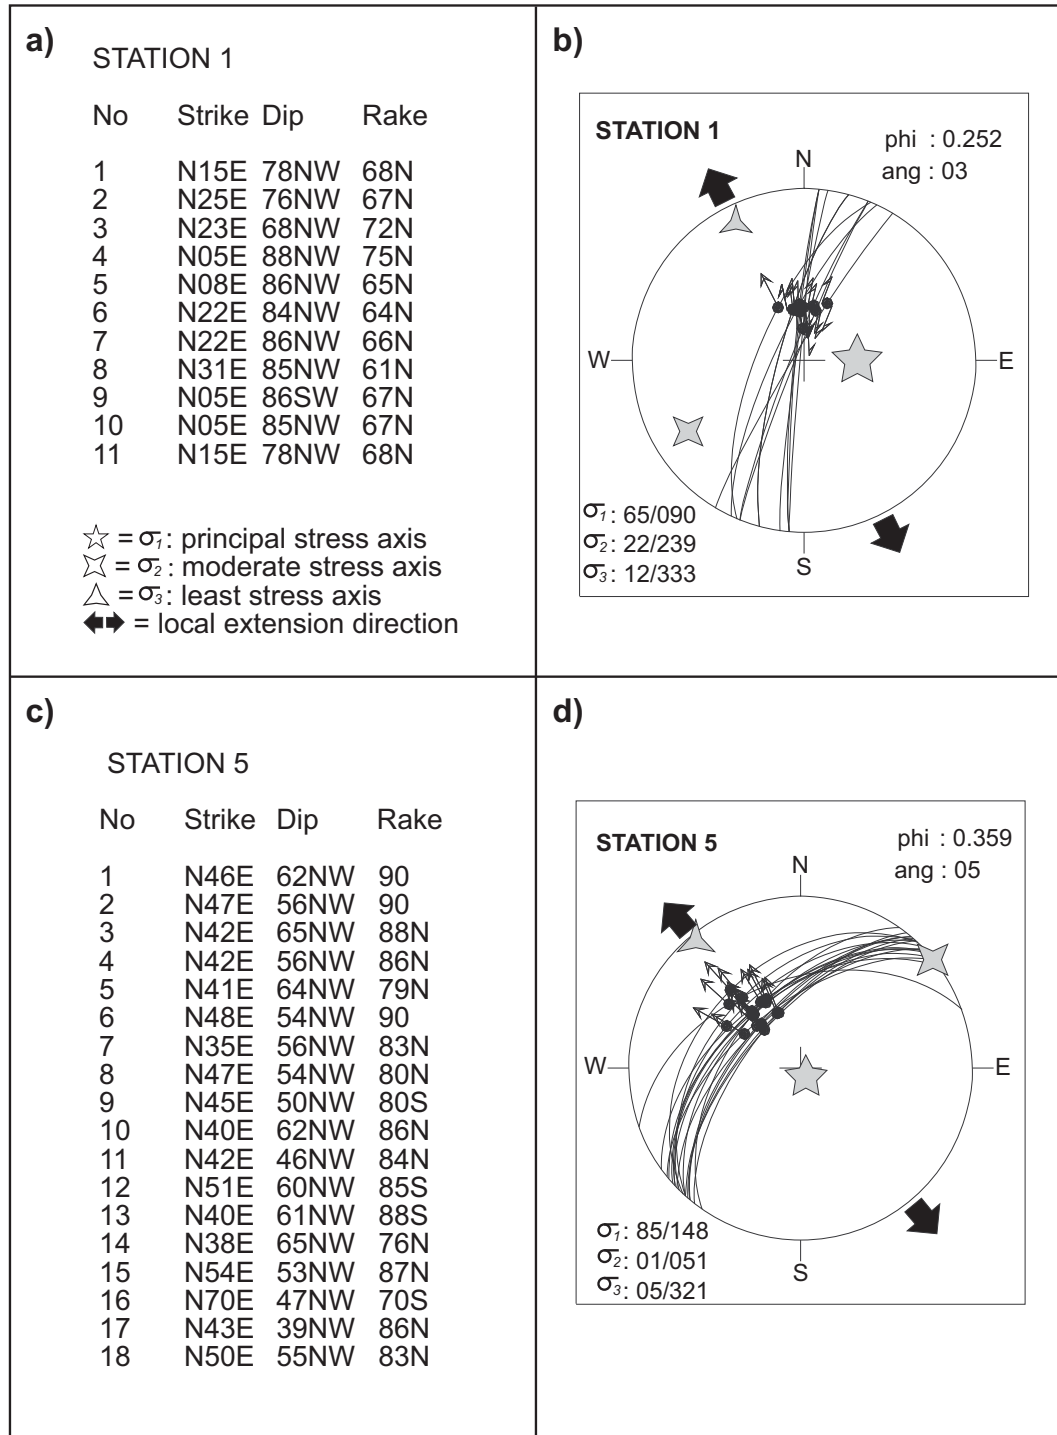 a)
STATION 1
No Strike Dip Rake
1 N15E 78NW 68N
2 N25E 76NW 67N
3 N23E 68NW 72N
4 N05E 88NW 75N
5 N08E 86NW 65N
6 N22E 84NW 64N
7 N22E 86NW 66N
8 N31E 85NW 61N
9 N05E 86SW 67N
10 N05E 85NW 67N
11 N15E 78NW 68N
= σ1: principal stress axis
= σ2: moderate stress axis
= σ3: least stress axis
= local extension direction
b)
STATION 1
phi : 0.252
ang : 03
N
W
E
S
σ1: 65/090
σ2: 22/239
σ3: 12/333
c)
STATION 5
No Strike Dip Rake
1 N46E 62NW 90
2 N47E 56NW 90
3 N42E 65NW 88N
4 N42E 56NW 86N
5 N41E 64NW 79N
6 N48E 54NW 90
7 N35E 56NW 83N
8 N47E 54NW 80N
9 N45E 50NW 80S
10 N40E 62NW 86N
11 N42E 46NW 84N
12 N51E 60NW 85S
13 N40E 61NW 88S
14 N38E 65NW 76N
15 N54E 53NW 87N
16 N70E 47NW 70S
17 N43E 39NW 86N
18 N50E 55NW 83N
d)
STATION 5
phi : 0.359
ang : 05
N
W
E
S
σ1: 85/148
σ2: 01/051
σ3: 05/321